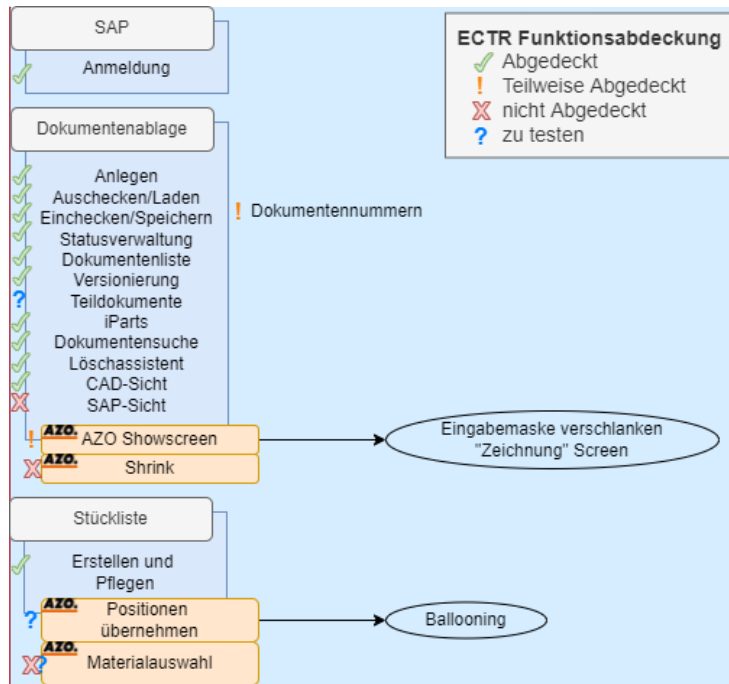 SAP
Anmeldung
ECTR Funktionsabdeckung
Abgedeckt
! Teilweise Abgedeckt
nicht Abgedeckt
? zu testen
Dokumentenablage
Anlegen
Auschecken/Laden
Einchecken/Speichern
! Dokumentennummern
Statusverwaltung
Dokumentenliste
Versionierung
? Teildokumente
iParts
Dokumentensuche
Löschassistent
CAD-Sicht
SAP-Sicht
! AZO. AZO Showscreen
Eingabemaske verschlanken
"Zeichnung" Screen
AZO. Shrink
Stückliste
Erstellen und
Pflegen
? AZO. Positionen
übernehmen
Ballooning
? AZO. Materialauswahl